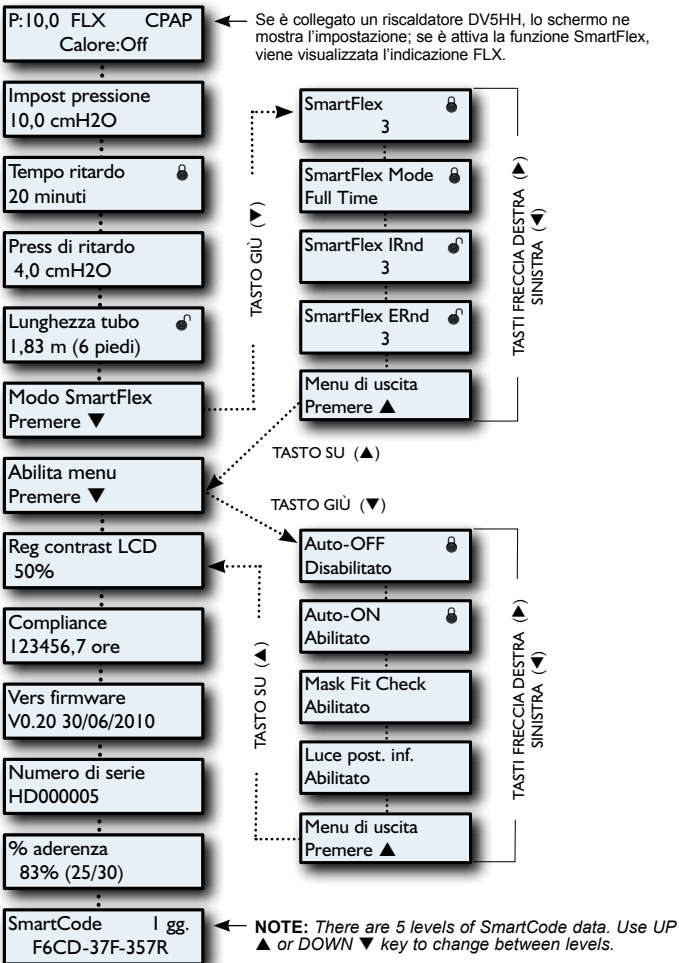 P:10,0 FLX CPAP
Calore:Off
Se è collegato un riscaldatore DV5HH, lo schermo ne
mostra l'impostazione; se è attiva la funzione SmartFlex,
viene visualizzata l'indicazione FLX.
Impost pressione
10,0 cmH2O
Tempo ritardo
20 minuti
Press di ritardo
4,0 cmH2O
Lunghezza tubo
1,83 m (6 piedi)
Modo SmartFlex
Premere ▼
Abilita menu
Premere ▼
Reg contrast LCD
50%
Compliance
123456,7 ore
Vers firmware
V0.20 30/06/2010
Numero di serie
HD000005
% aderenza
83% (25/30)
SmartCode 1 gg.
F6CD-37F-357R
TASTO GIÙ (▼)
SmartFlex
3
SmartFlex Mode
Full Time
SmartFlex IRnd
3
SmartFlex ERnd
3
Menu di uscita
Premere ▲
TASTI FRECCIA DESTRA (▲)
SINISTRA (▼)
TASTO SU (▲)
TASTO GIÙ (▼)
Auto-OFF
Disabilitato
Auto-ON
Abilitato
Mask Fit Check
Abilitato
Luce post. inf.
Abilitato
Menu di uscita
Premere ▲
TASTI FRECCIA DESTRA (▲)
SINISTRA (▼)
TASTO SU (▲)
NOTE: There are 5 levels of SmartCode data. Use UP
▲ or DOWN ▼ key to change between levels.